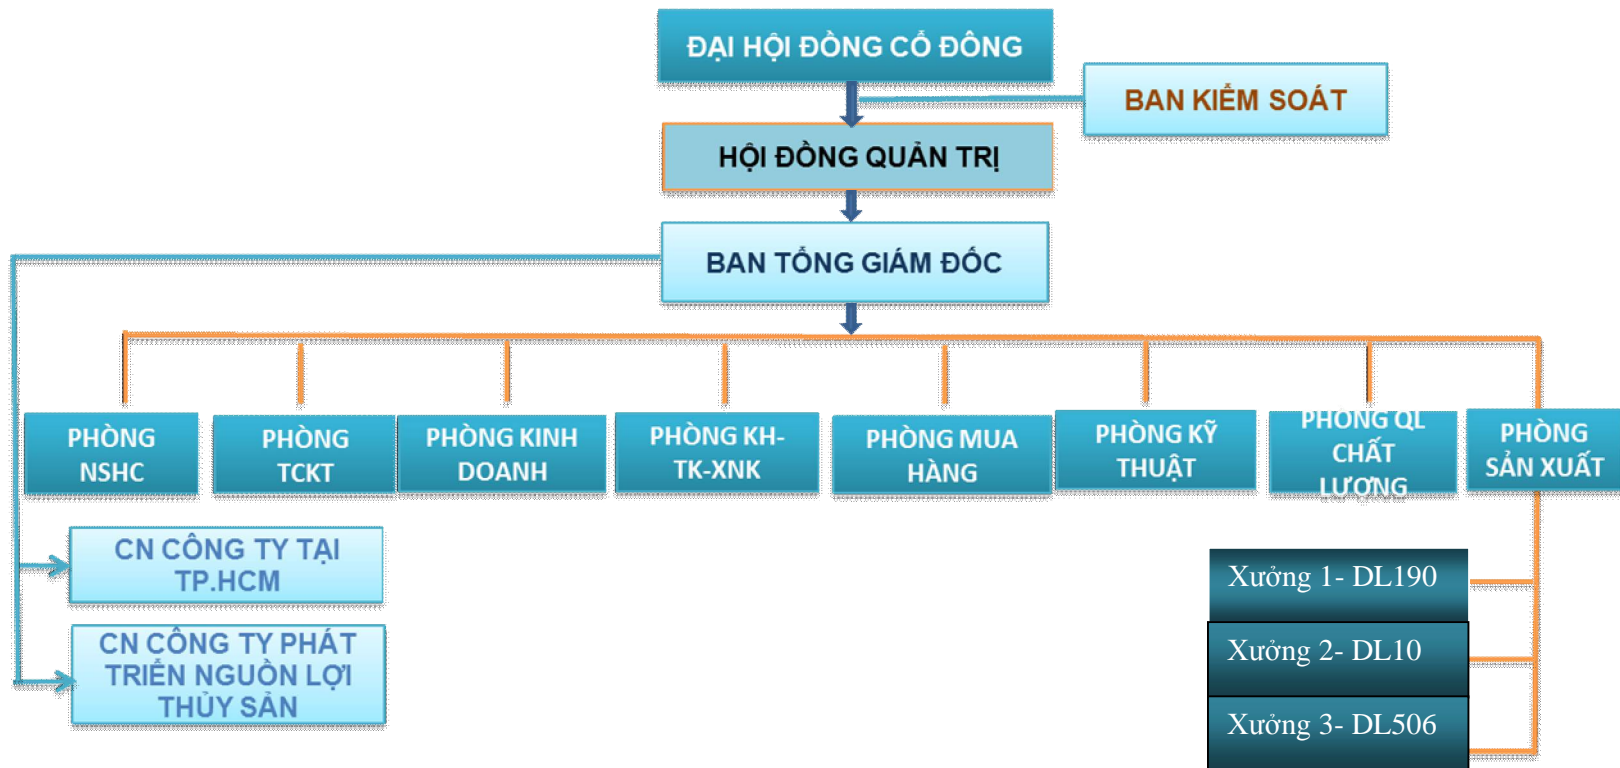 ĐẠI HỘI ĐỒNG CỔ ĐÔNG
BAN KIỂM SOÁT
HỘI ĐỒNG QUẢN TRỊ
BAN TỔNG GIÁM ĐỐC
PHÒNG
NSHC
PHÒNG
TCKT
PHÒNG KINH
DOANH
PHÒNG KH-
TK-XNK
PHÒNG MUA
HÀNG
PHÒNG KỸ
THUẬT
PHÒNG QL
CHẤT
LƯỢNG
PHÒNG
SẢN XUẤT
CN CÔNG TY TẠI
TP.HCM
CN CÔNG TY PHÁT
TRIỂN NGUỒN LỢI
THỦY SẢN
Xưởng 1- DL190
Xưởng 2- DL10
Xưởng 3- DL506